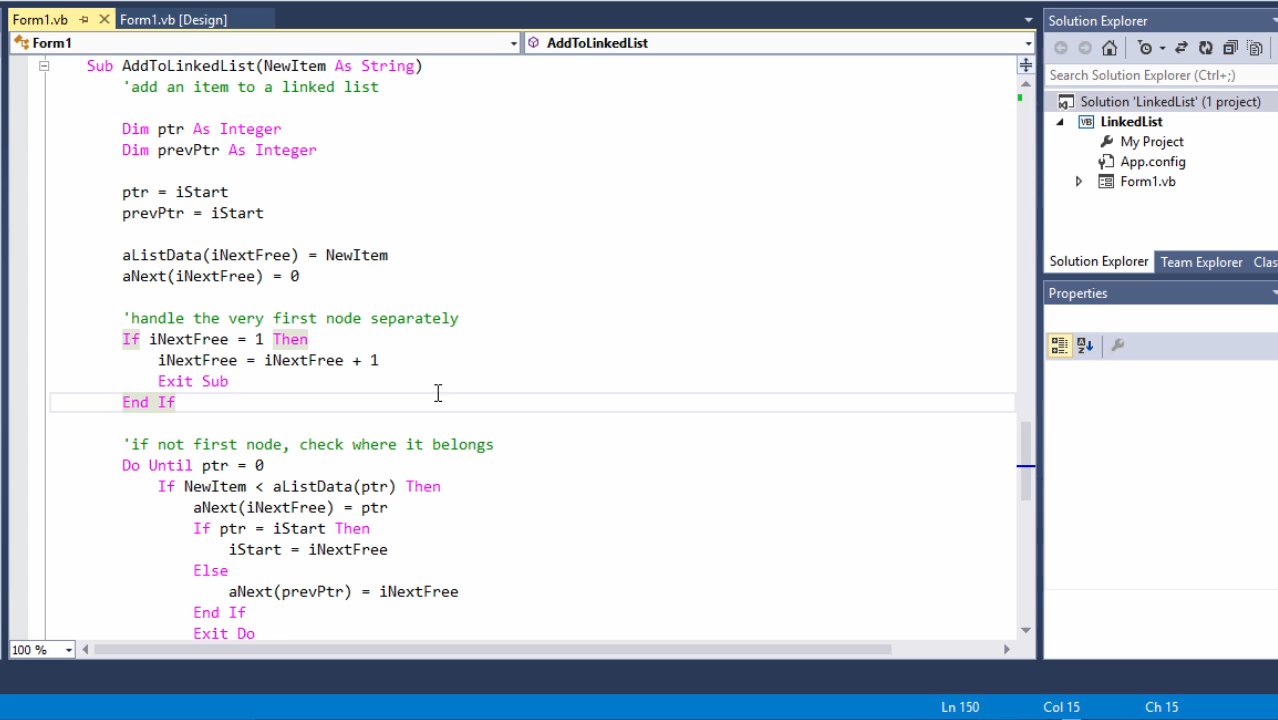 Form1.vb
Form1.vb [Design]
Form1
AddToLinkedList
Sub AddToLinkedList(NewItem As String)
'add an item to a linked list
Dim ptr As Integer
Dim prevPtr As Integer
ptr = iStart
prevPtr = iStart
aListData(iNextFree) = NewItem
aNext(iNextFree) = 0
'handle the very first node separately
If iNextFree = 1 Then
iNextFree = iNextFree + 1
Exit Sub
End If
'if not first node, check where it belongs
Do Until ptr = 0
If NewItem < aListData(ptr) Then
aNext(iNextFree) = ptr
If ptr = iStart Then
iStart = iNextFree
Else
aNext(prevPtr) = iNextFree
End If
Exit Do
100 %
Solution Explorer
Search Solution Explorer (Ctrl+;)
Solution 'LinkedList' (1 project)
VB LinkedList
My Project
App.config
Form1.vb
Solution Explorer Team Explorer Clas
Properties
Ln 150 Col 15 Ch 15